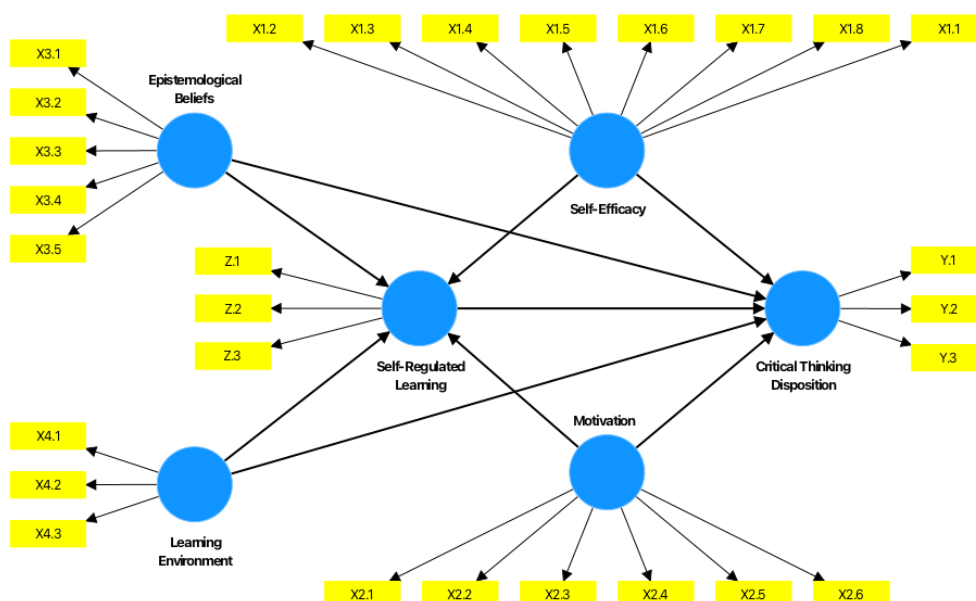 X1.2
X1.3
X1.4
X1.5
X1.6
X1.7
X1.8
X1.1
X3.1
X3.2
X3.3
X3.4
X3.5
Epistemological
Beliefs
Self-Efficacy
Z.1
Z.2
Z.3
Self-Regulated
Learning
Y.1
Y.2
Y.3
Critical Thinking
Disposition
Motivation
X4.1
X4.2
X4.3
Learning
Environment
X2.1
X2.2
X2.3
X2.4
X2.5
X2.6